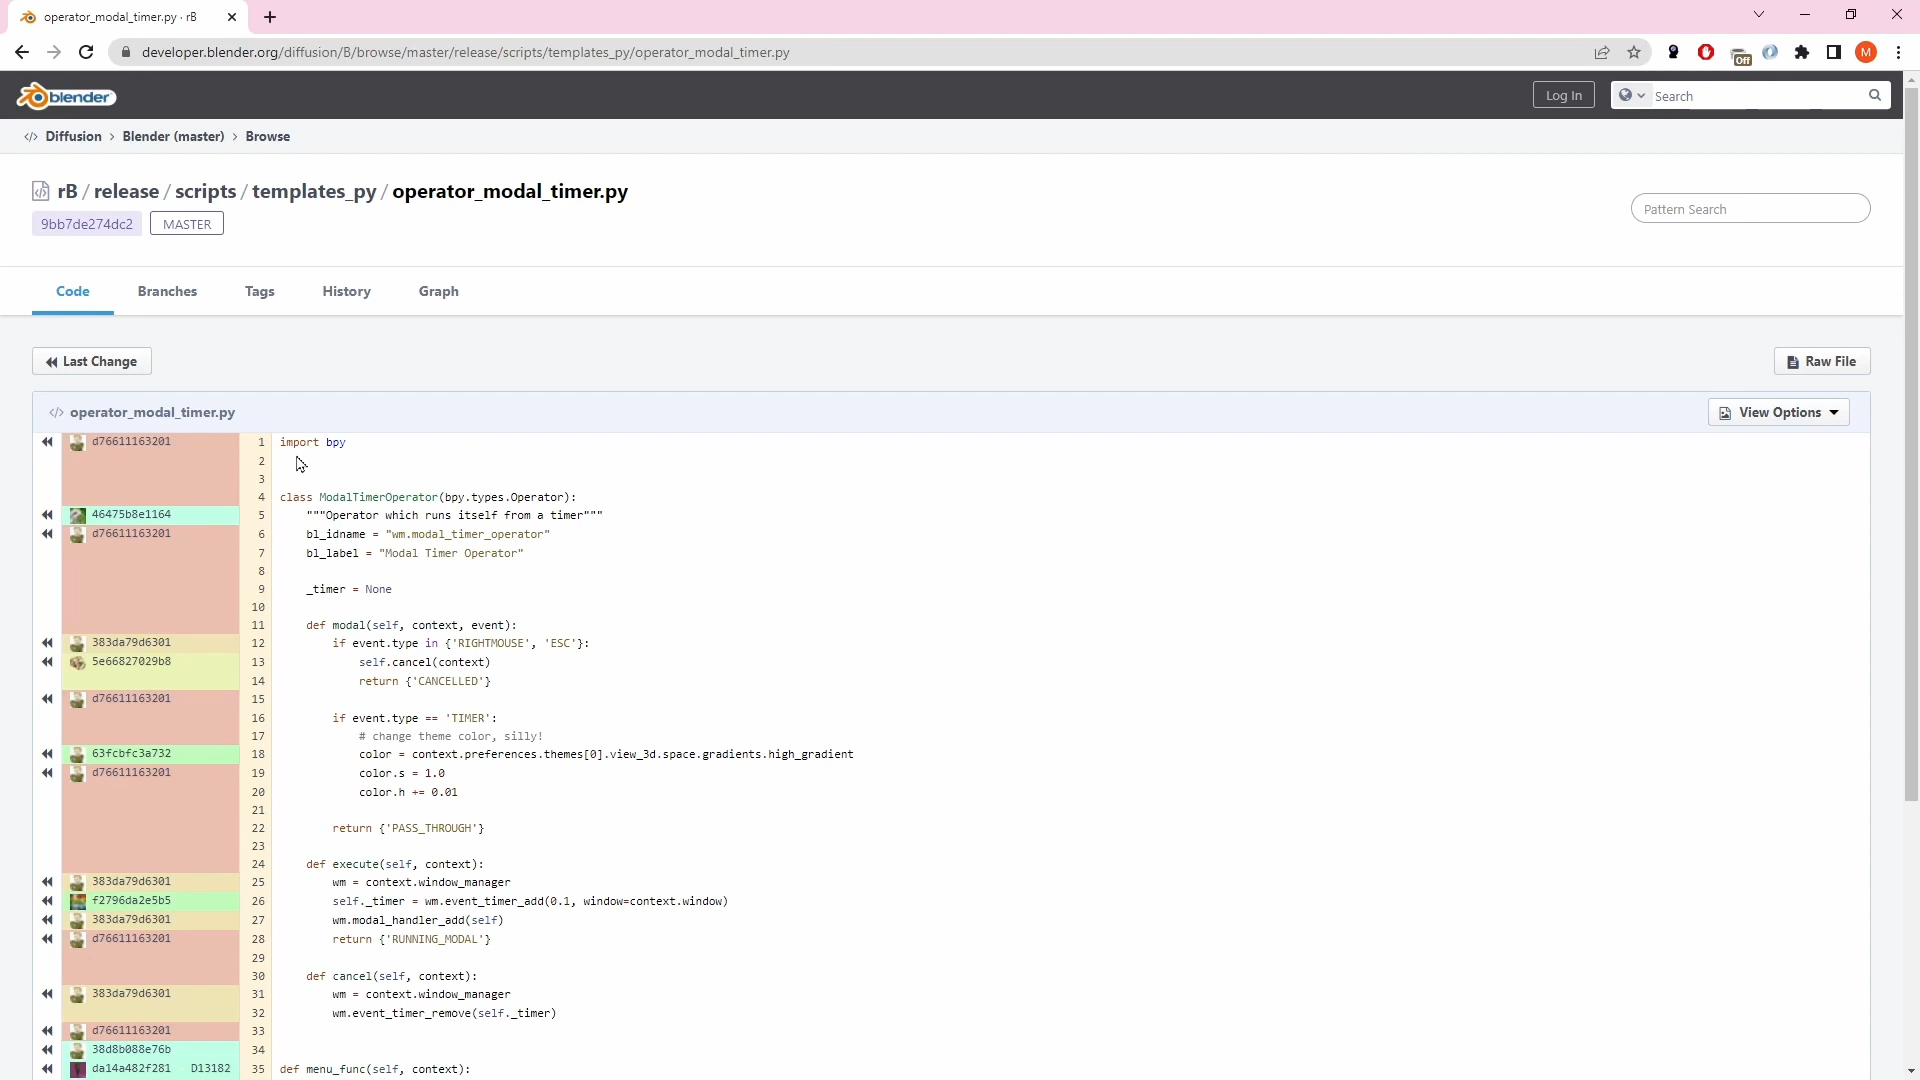 operator_modal_timer.py · rB
developer.blender.org/diffusion/B/browse/master/release/scripts/templates_py/operator_modal_timer.py
Off
M
blender
Log In
Search
Diffusion > Blender (master) > Browse
rB / release / scripts / templates_py / operator_modal_timer.py
9bb7de274dc2 MASTER
Pattern Search
Code Branches Tags History Graph
Last Change
Raw File
operator_modal_timer.py
View Options
d76611163201 1 import bpy
2
3
4 class ModalTimerOperator(bpy.types.Operator):
46475b8e1164 5 """Operator which runs itself from a timer"""
d76611163201 6 bl_idname = "wm.modal_timer_operator"
7 bl_label = "Modal Timer Operator"
8
9 _timer = None
10
11 def modal(self, context, event):
383da79d6301 12 if event.type in {'RIGHTMOUSE', 'ESC'}:
5e66827029b8 13 self.cancel(context)
14 return {'CANCELLED'}
d76611163201 15
16 if event.type == 'TIMER':
17 # change theme color, silly!
63fcbfc3a732 18 color = context.preferences.themes[0].view_3d.space.gradients.high_gradient
d76611163201 19 color.s = 1.0
20 color.h += 0.01
21
22 return {'PASS_THROUGH'}
23
24 def execute(self, context):
383da79d6301 25 wm = context.window_manager
f2796da2e5b5 26 self._timer = wm.event_timer_add(0.1, window=context.window)
383da79d6301 27 wm.modal_handler_add(self)
d76611163201 28 return {'RUNNING_MODAL'}
29
30 def cancel(self, context):
383da79d6301 31 wm = context.window_manager
32 wm.event_timer_remove(self._timer)
d76611163201 33
38d8b088e76b 34
da14a482f281 D13182 35 def menu_func(self, context):